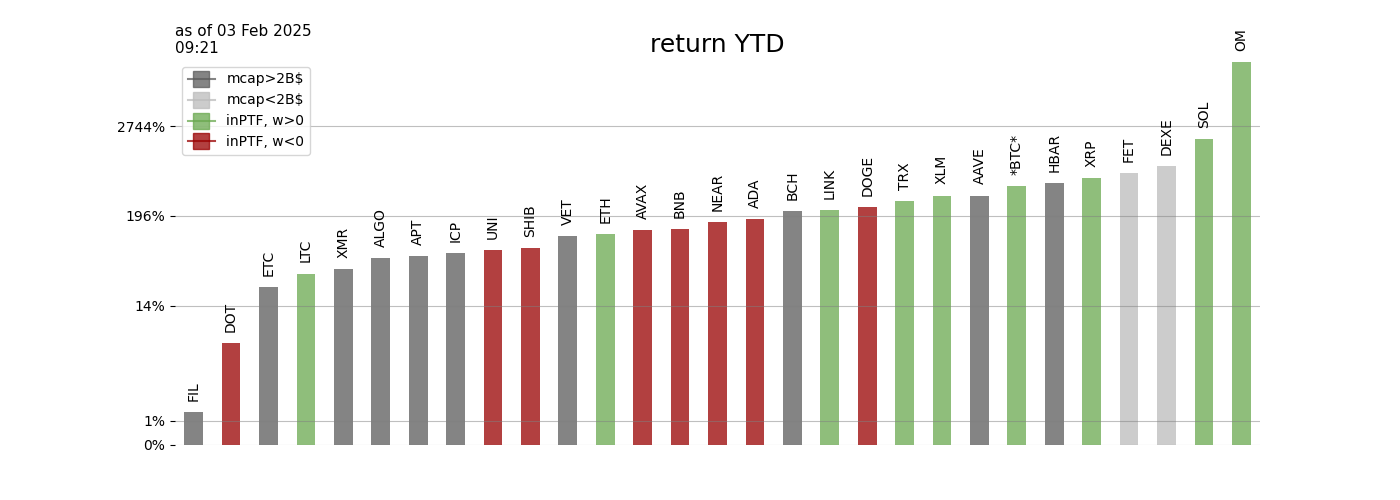 as of 03 Feb 2025
09:21
return YTD
mcap>2B$
mcap<2B$
inPTF, w>0
inPTF, w<0
2744%
196%
14%
1%
0%
FIL
DOT
ETC
LTC
XMR
ALGO
APT
ICP
UNI
SHIB
VET
ETH
AVAX
BNB
NEAR
ADA
BCH
LINK
DOGE
TRX
XLM
AAVE
*BTC*
HBAR
XRP
FET
DEXE
SOL
OM